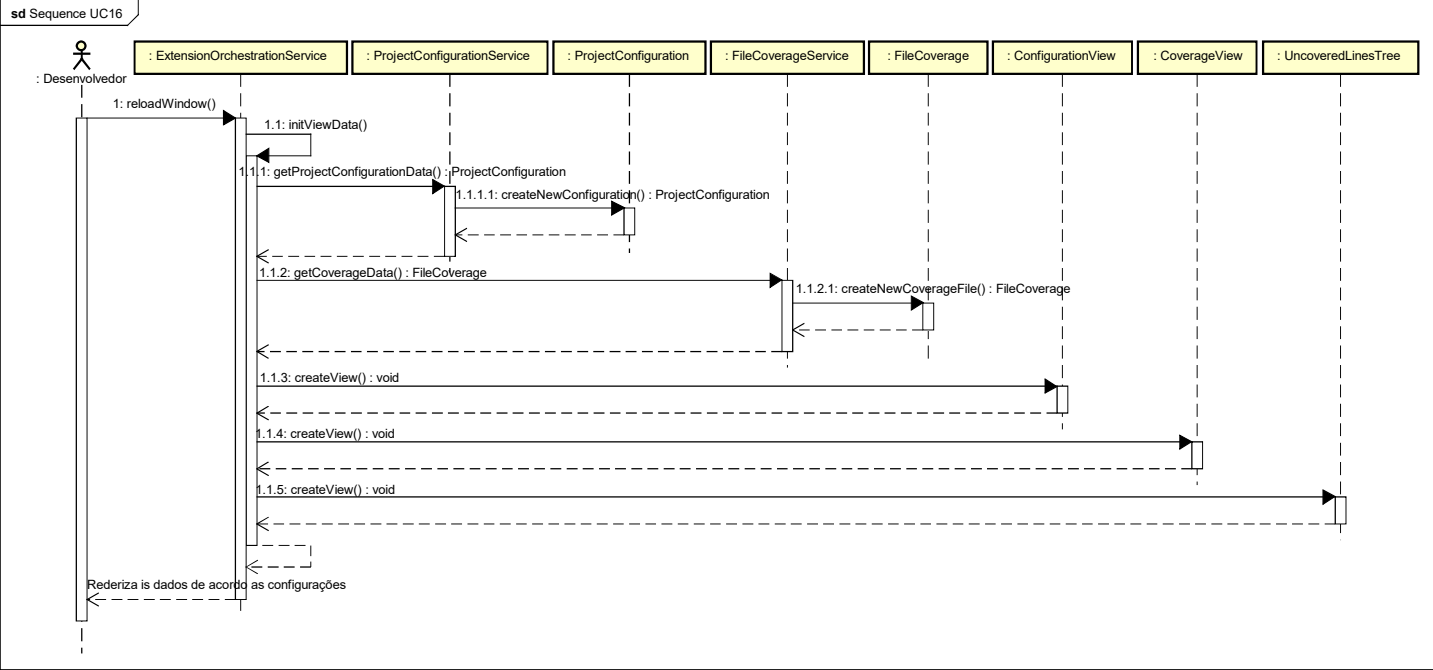 sd Sequence UC16
: Desenvolvedor
: ExtensionOrchestrationService
: ProjectConfigurationService
: ProjectConfiguration
: FileCoverageService
: FileCoverage
: ConfigurationView
: CoverageView
: UncoveredLinesTree
1: reloadWindow()
1.1: initViewData()
1.1.1: getProjectConfigurationData() : ProjectConfiguration
1.1.1.1: createNewConfiguration() : ProjectConfiguration
1.1.2: getCoverageData() : FileCoverage
1.1.2.1: createNewCoverageFile() : FileCoverage
1.1.3: createView() : void
1.1.4: createView() : void
1.1.5: createView() : void
Rederiza is dados de acordo as configurações